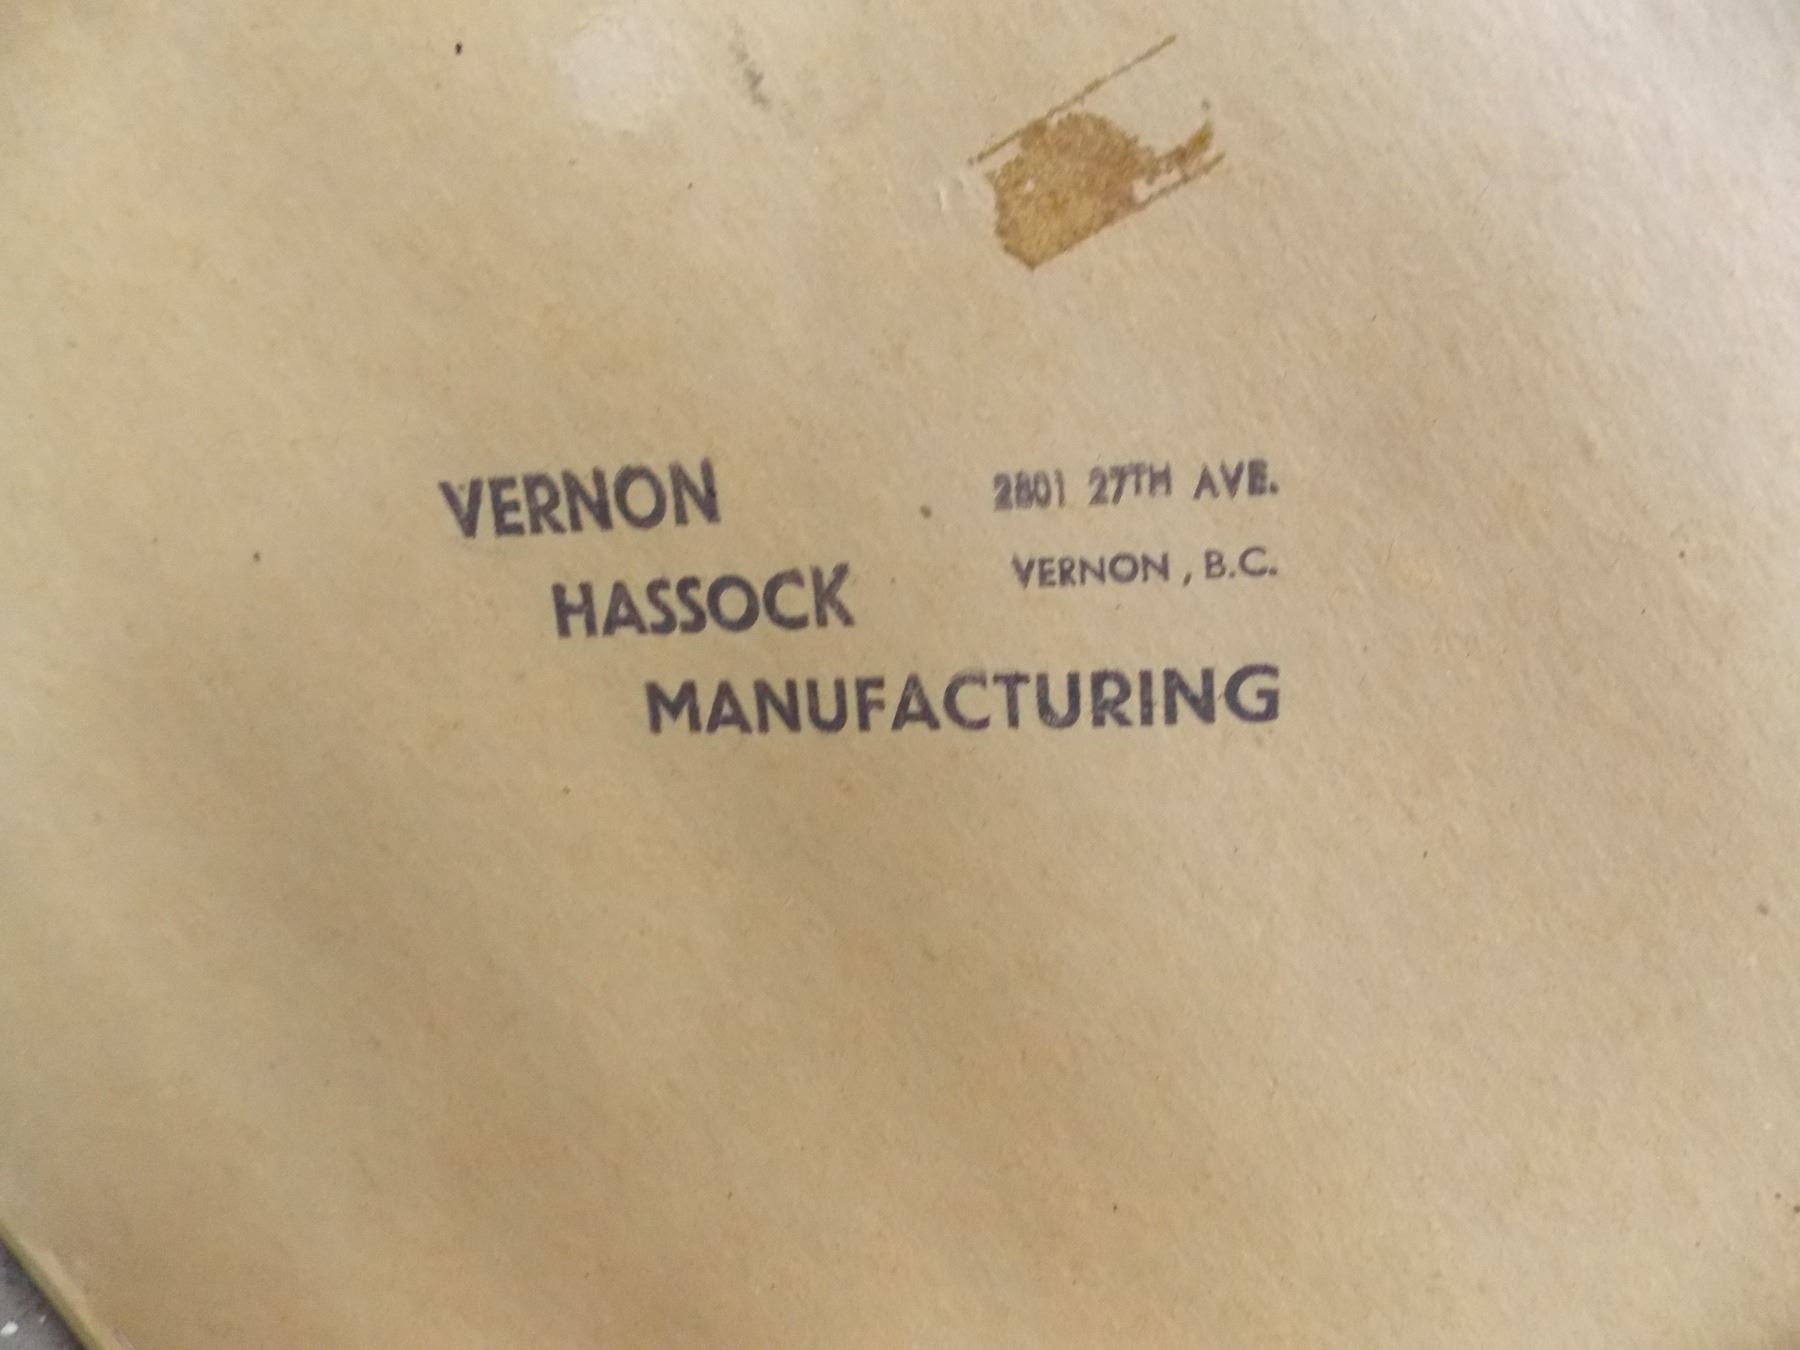 VERNON
HASSOCK
MANUFACTURING
2801 27TH AVE.
VERNON, B.C.